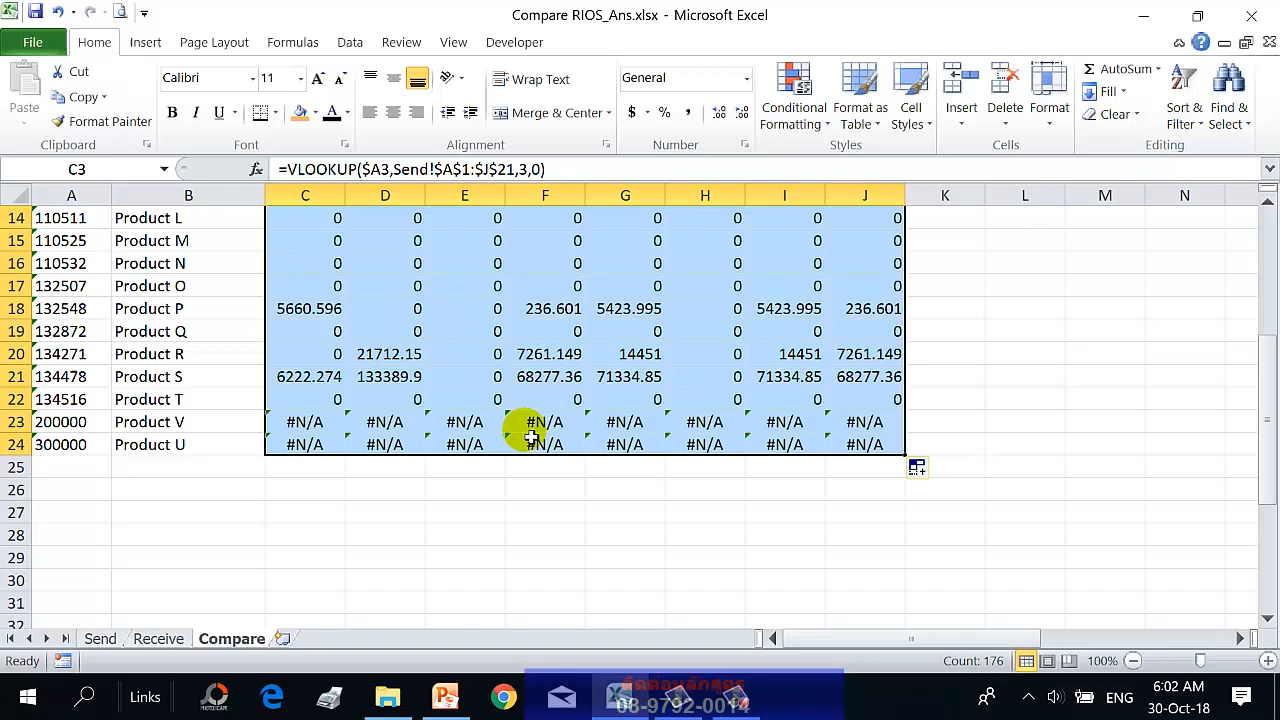 Compare RIOS_Ans.xlsx - Microsoft Excel
File Home Insert Page Layout Formulas Data Review View Developer
Paste Cut Copy Format Painter Clipboard
Calibri 11 B I U A Font
Wrap Text Merge & Center Alignment
General $ % , Number
Conditional Formatting Format as Table Cell Styles Styles
Insert Delete Format Cells
Σ AutoSum Fill Clear Sort & Filter Find & Select Editing
C3 fx =VLOOKUP($A3,Send!$A$1:$J$21,3,0)
A B C D E F G H I J K L M N
14 110511 Product L 0 0 0 0 0 0 0 0
15 110525 Product M 0 0 0 0 0 0 0 0
16 110532 Product N 0 0 0 0 0 0 0 0
17 132507 Product O 0 0 0 0 0 0 0 0
18 132548 Product P 5660.596 0 0 236.601 5423.995 0 5423.995 236.601
19 132872 Product Q 0 0 0 0 0 0 0 0
20 134271 Product R 0 21712.15 0 7261.149 14451 0 14451 7261.149
21 134478 Product S 6222.274 133389.9 0 68277.36 71334.85 0 71334.85 68277.36
22 134516 Product T 0 0 0 0 0 0 0 0
23 200000 Product V #N/A #N/A #N/A #N/A #N/A #N/A #N/A #N/A
24 300000 Product U #N/A #N/A #N/A #N/A #N/A #N/A #N/A #N/A
25
26
27
28
29
30
31
32
Send Receive Compare
Ready Count: 176 100%
Links ENG 6:02 AM
30-Oct-18
08-9792-0014